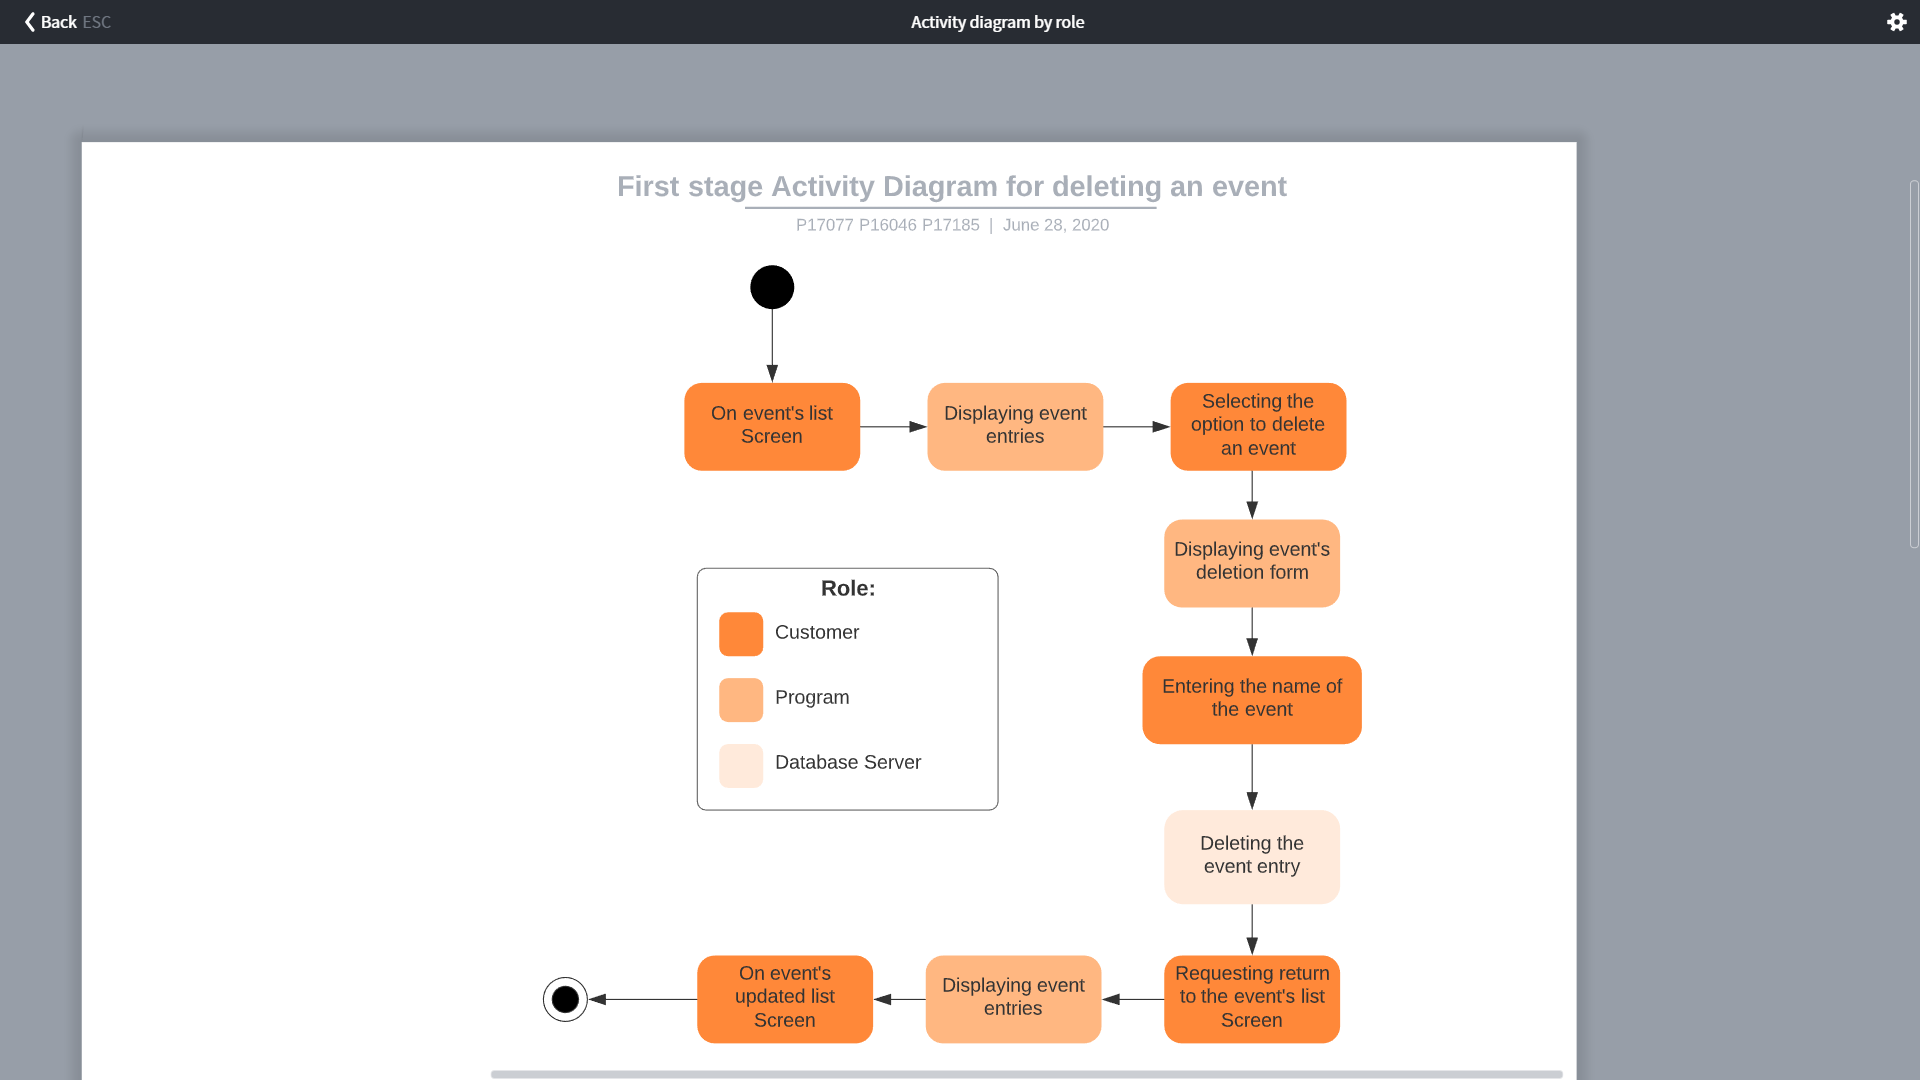 Back ESC
Activity diagram by role
First stage Activity Diagram for deleting an event
P17077 P16046 P17185 | June 28, 2020
On event's list
Screen
Displaying event
entries
Selecting the
option to delete
an event
Displaying event's
deletion form
Role:
Customer
Program
Database Server
Entering the name of
the event
Deleting the
event entry
Requesting return
to the event's list
Screen
Displaying event
entries
On event's
updated list
Screen